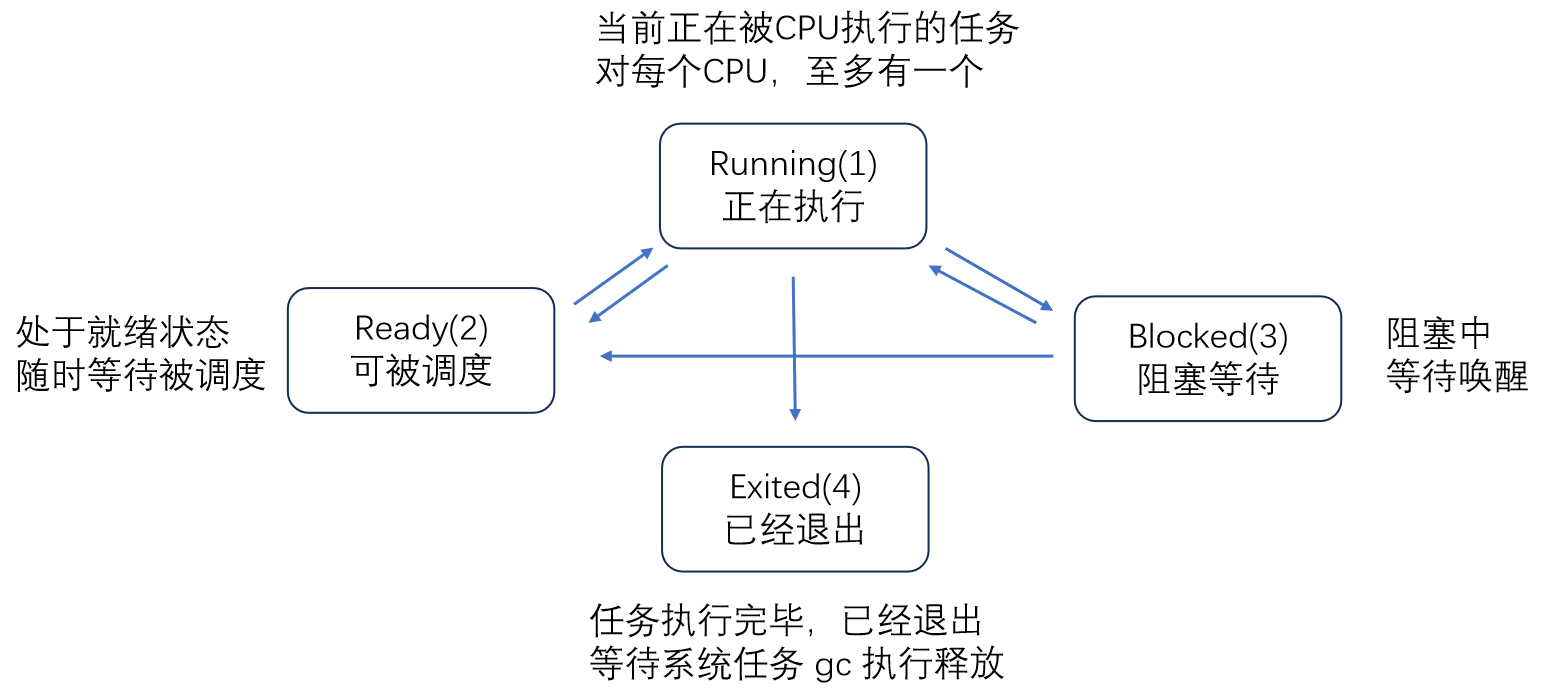 当前正在被CPU执行的任务
对每个CPU，至多有一个
Running(1)
正在执行
处于就绪状态
随时等待被调度
Ready(2)
可被调度
Blocked(3)
阻塞等待
阻塞中
等待唤醒
Exited(4)
已经退出
任务执行完毕，已经退出
等待系统任务 gc 执行释放